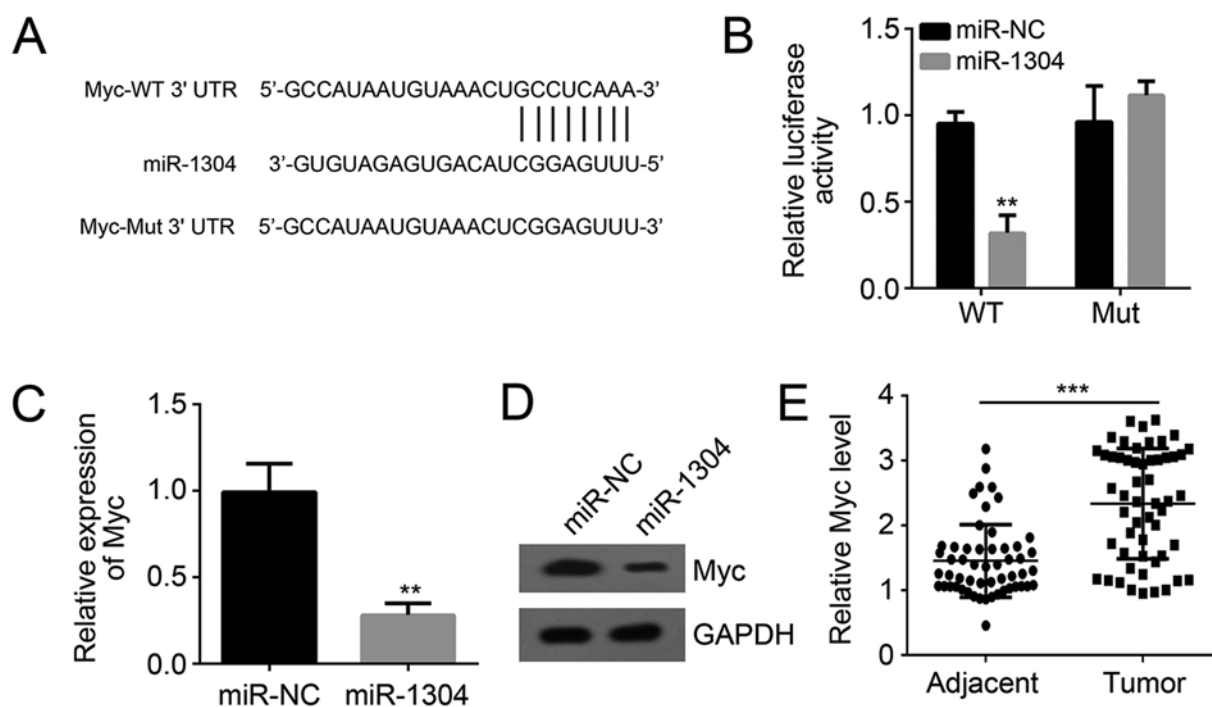 A
Myc-WT 3' UTR 5'-GCCAUAAUGUAAACUGCCUCAAA-3'
miR-1304 3'-GUGUAGAGUGACAUCGGAGUUU-5'
Myc-Mut 3' UTR 5'-GCCAUAAUGUAAACUCGGAGUUU-3'
B
Relative luciferase
activity
1.5
1.0
0.5
0.0
miR-NC
miR-1304
**
WT Mut
C
Relative expression
of Myc
1.5
1.0
0.5
0.0
**
miR-NC miR-1304
D
miR-NC miR-1304
Myc
GAPDH
E
Relative Myc level
4
3
2
1
0
***
Adjacent Tumor